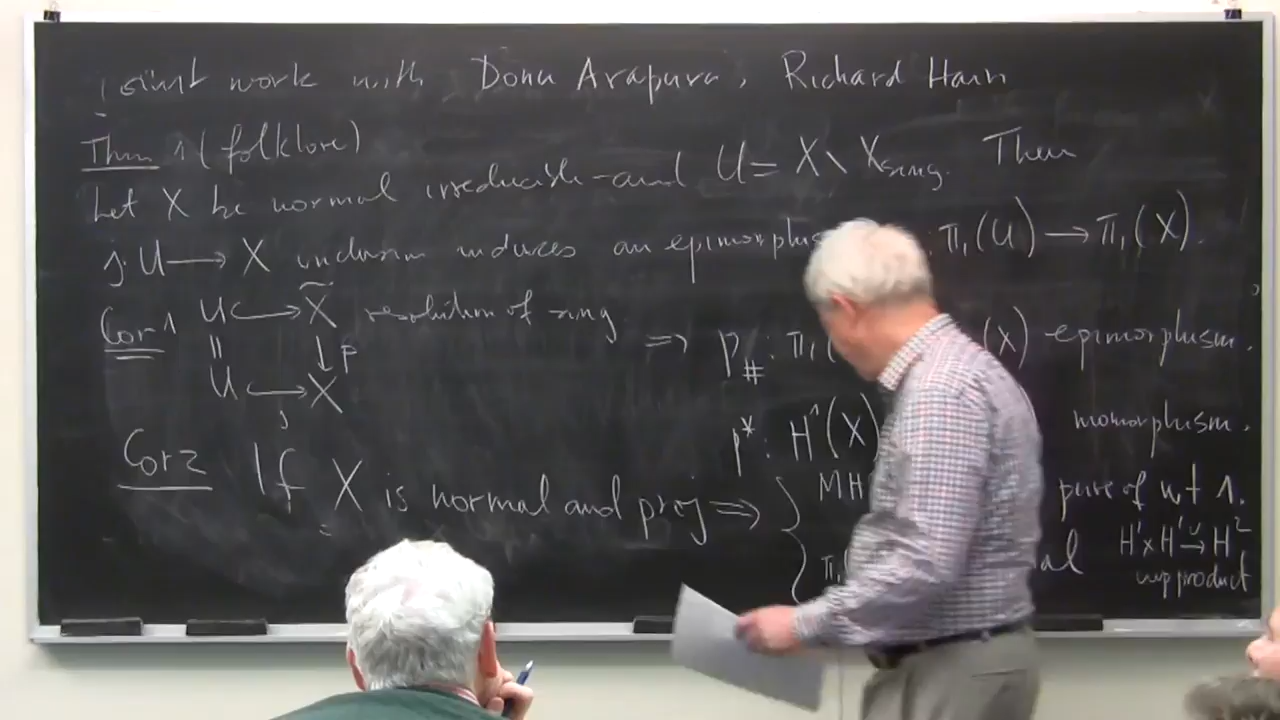 joint work with Donu Arapura, Richard Hain
Thm 1 (folklore)
Let X be normal irreducible and U = X \ X_sing. Then
j: U ⟶ X inclusion induces an epimorphis : π₁(U) ⟶ π₁(X).
Cor 1 U ↪ X̃ resolution of sing
‖ ↓ p ⟹ p_# : π₁( (X) epimorphism.
U ↪ X
j
p* : H¹(X) monomorphism.
Cor 2 If X is normal and proj ⟹ { MH pure of wt 1.
π₁( al H¹×H¹ →∪ H²
cup product